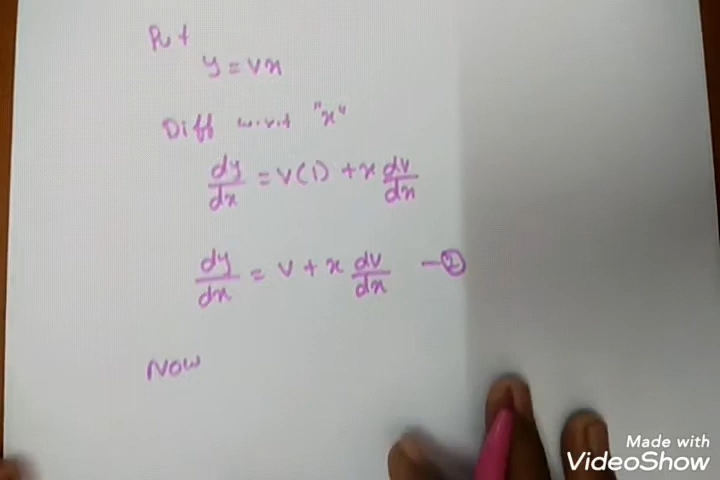 Put
y = vx
Diff w.r.t "x"
dy/dx = v(1) + x dv/dx
dy/dx = v + x dv/dx —②
Now
Made with
VideoShow